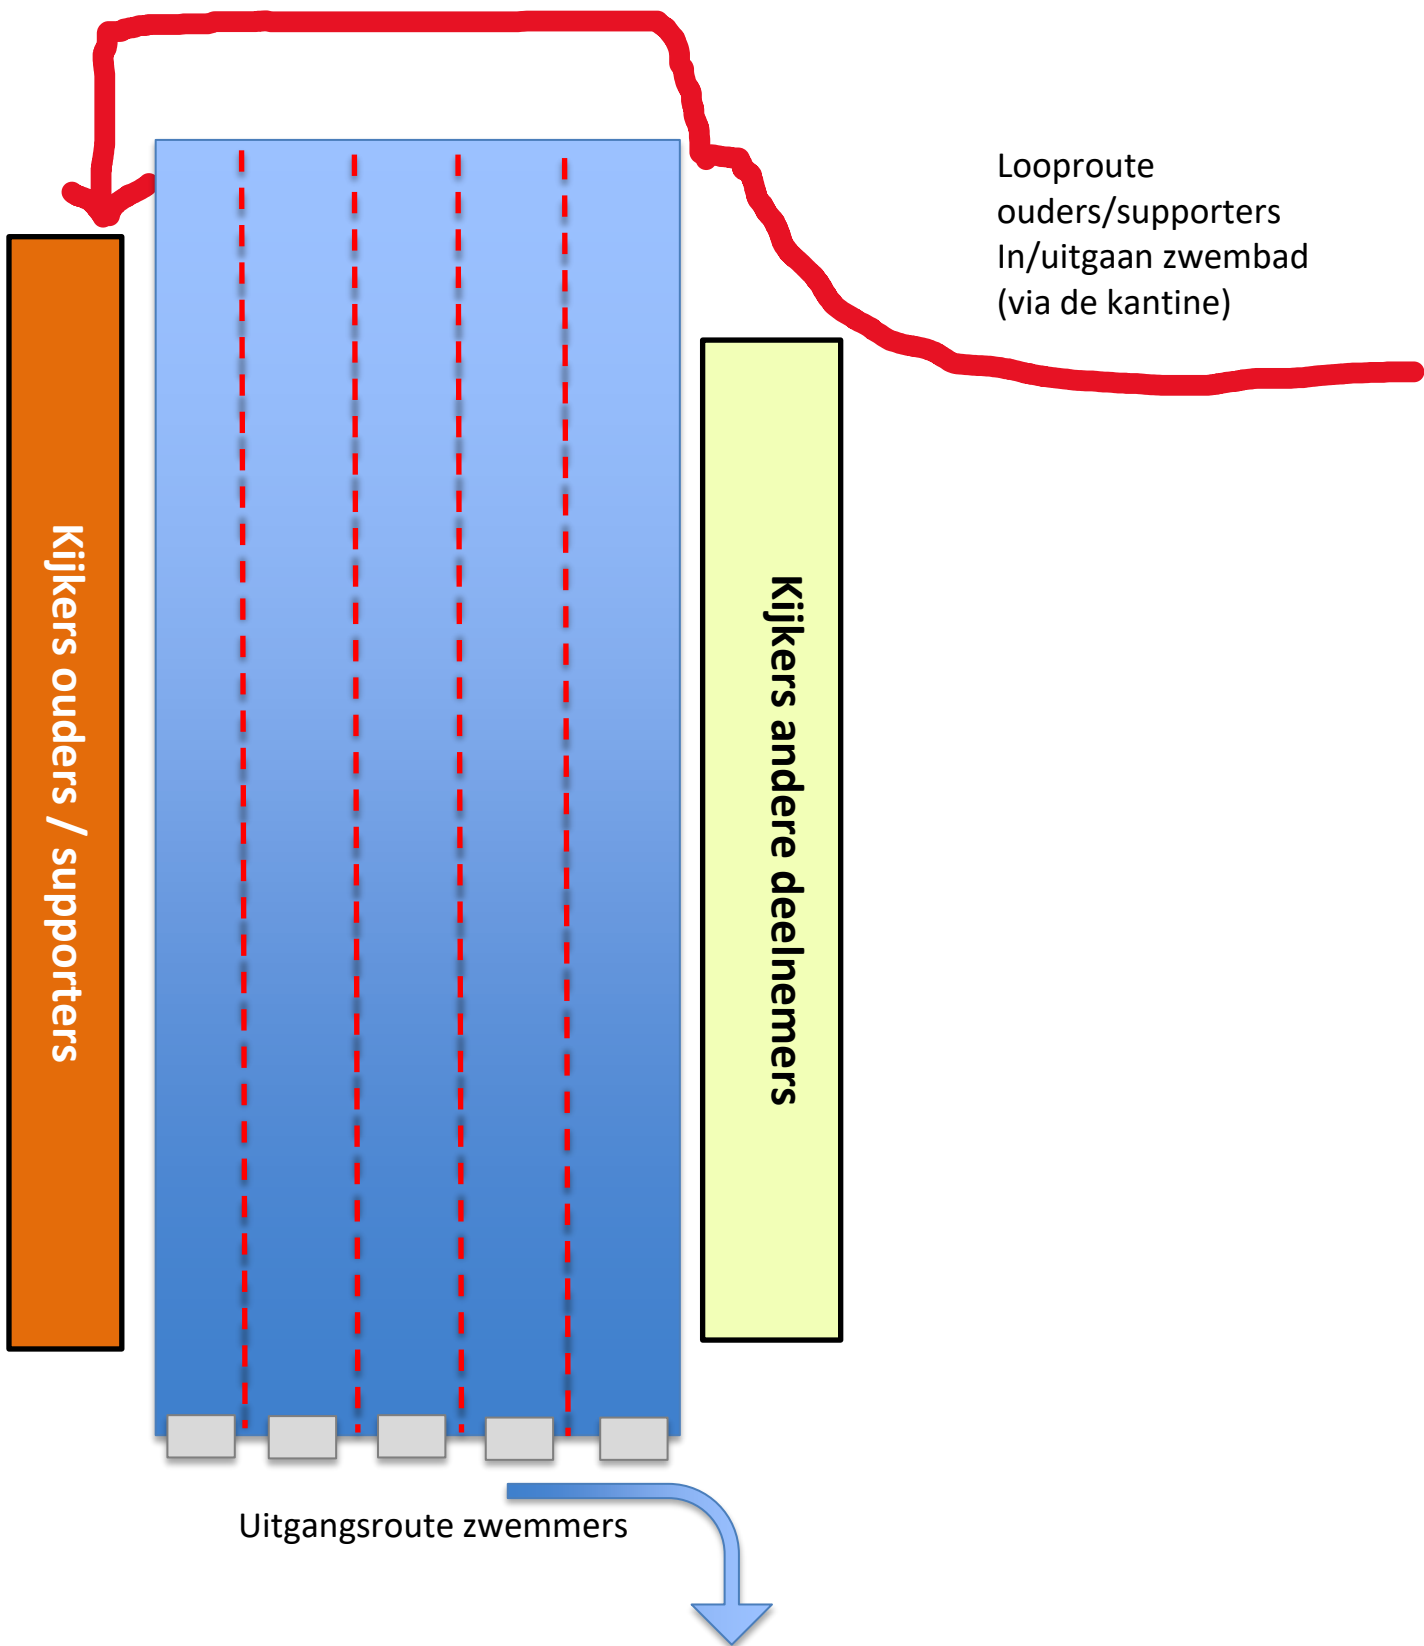 Looproute
ouders/supporters
In/uitgaan zwembad
(via de kantine)
Kijkers ouders / supporters
Kijkers andere deelnemers
Uitgangsroute zwemmers